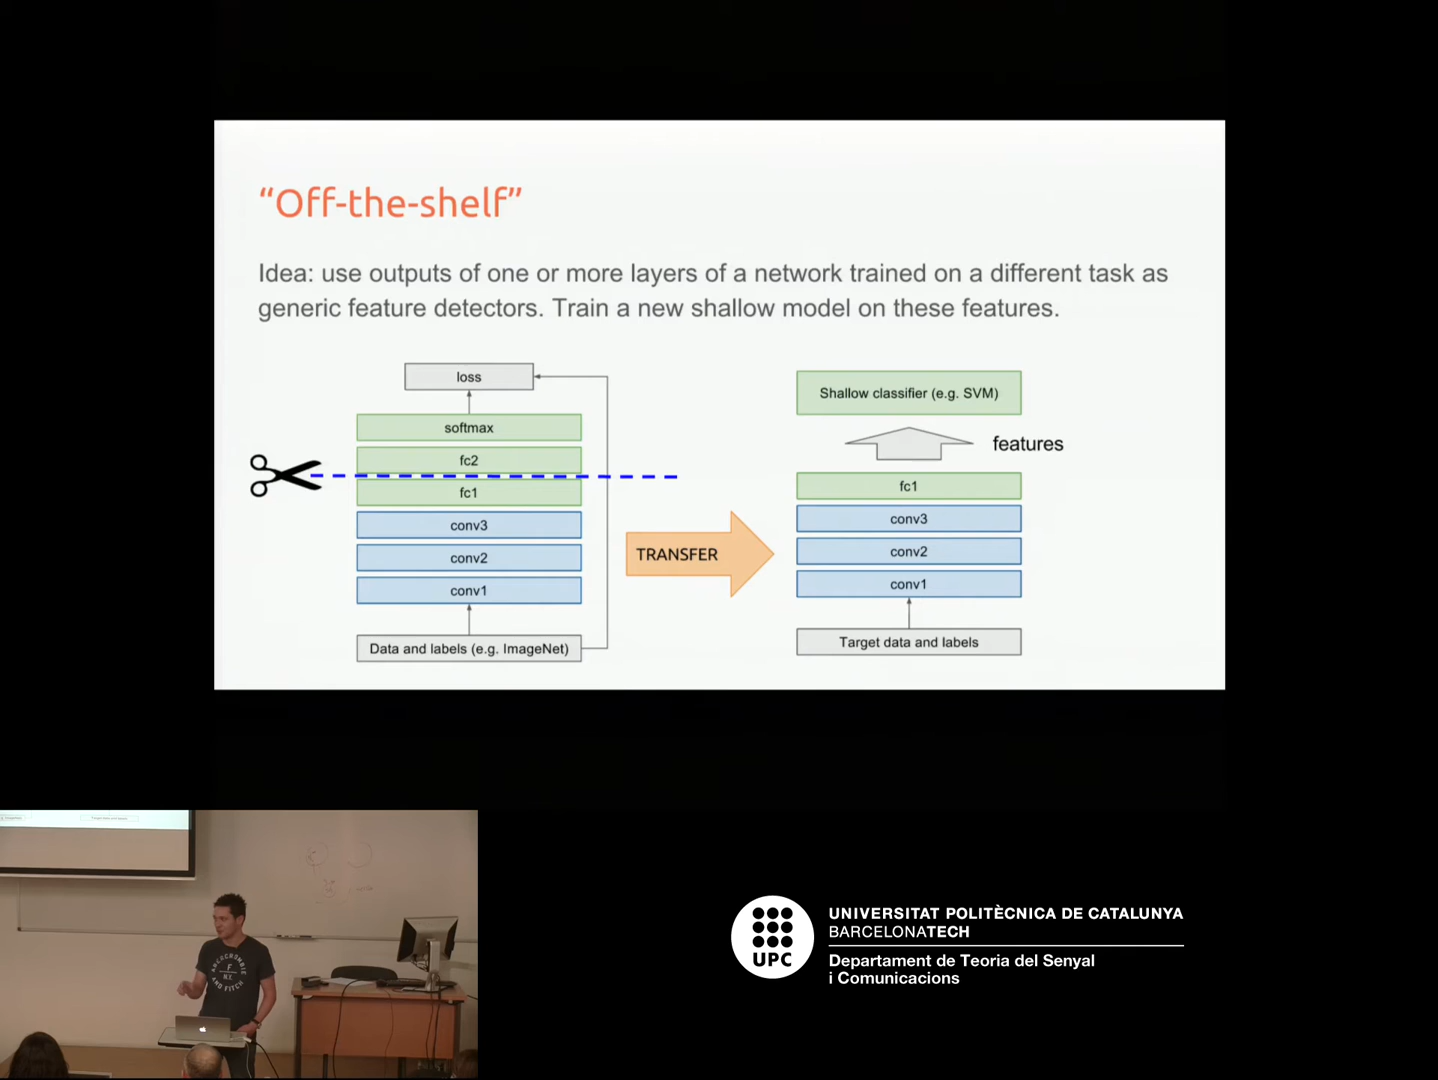 “Off-the-shelf”
Idea: use outputs of one or more layers of a network trained on a different task as
generic feature detectors. Train a new shallow model on these features.
loss
softmax
fc2
fc1
conv3
conv2
conv1
Data and labels (e.g. ImageNet)
TRANSFER
Shallow classifier (e.g. SVM)
features
fc1
conv3
conv2
conv1
Target data and labels
ABERCROMBIE
F
N.Y.
AND FITCH
UPC
UNIVERSITAT POLITÈCNICA DE CATALUNYA
BARCELONATECH
Departament de Teoria del Senyal
i Comunicacions